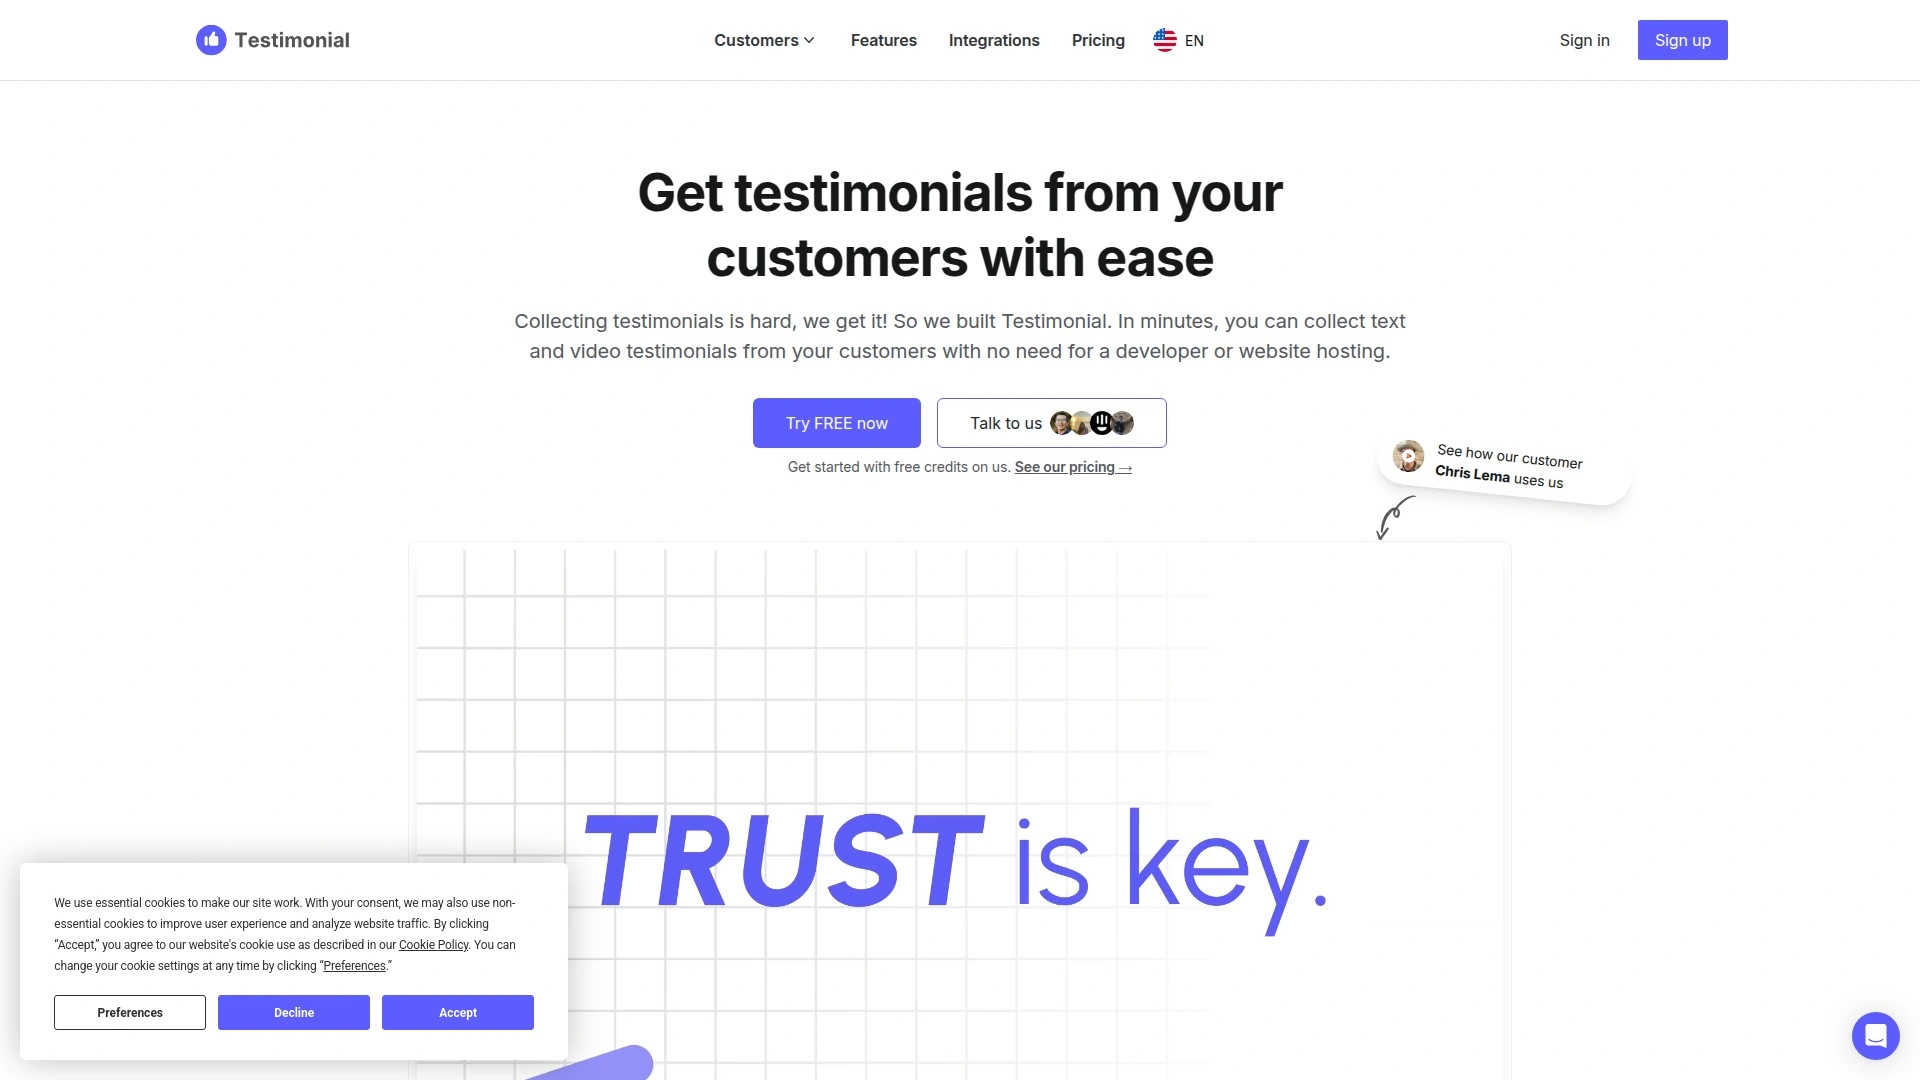 Testimonial
Customers
Features
Integrations
Pricing
EN
Sign in
Sign up
Get testimonials from your
customers with ease
Collecting testimonials is hard, we get it! So we built Testimonial. In minutes, you can collect text
and video testimonials from your customers with no need for a developer or website hosting.
Try FREE now
Talk to us
Get started with free credits on us. See our pricing →
See how our customer
Chris Lema uses us
TRUST is key.
We use essential cookies to make our site work. With your consent, we may also use non-
essential cookies to improve user experience and analyze website traffic. By clicking
“Accept,” you agree to our website's cookie use as described in our Cookie Policy. You can
change your cookie settings at any time by clicking “Preferences.”
Preferences
Decline
Accept